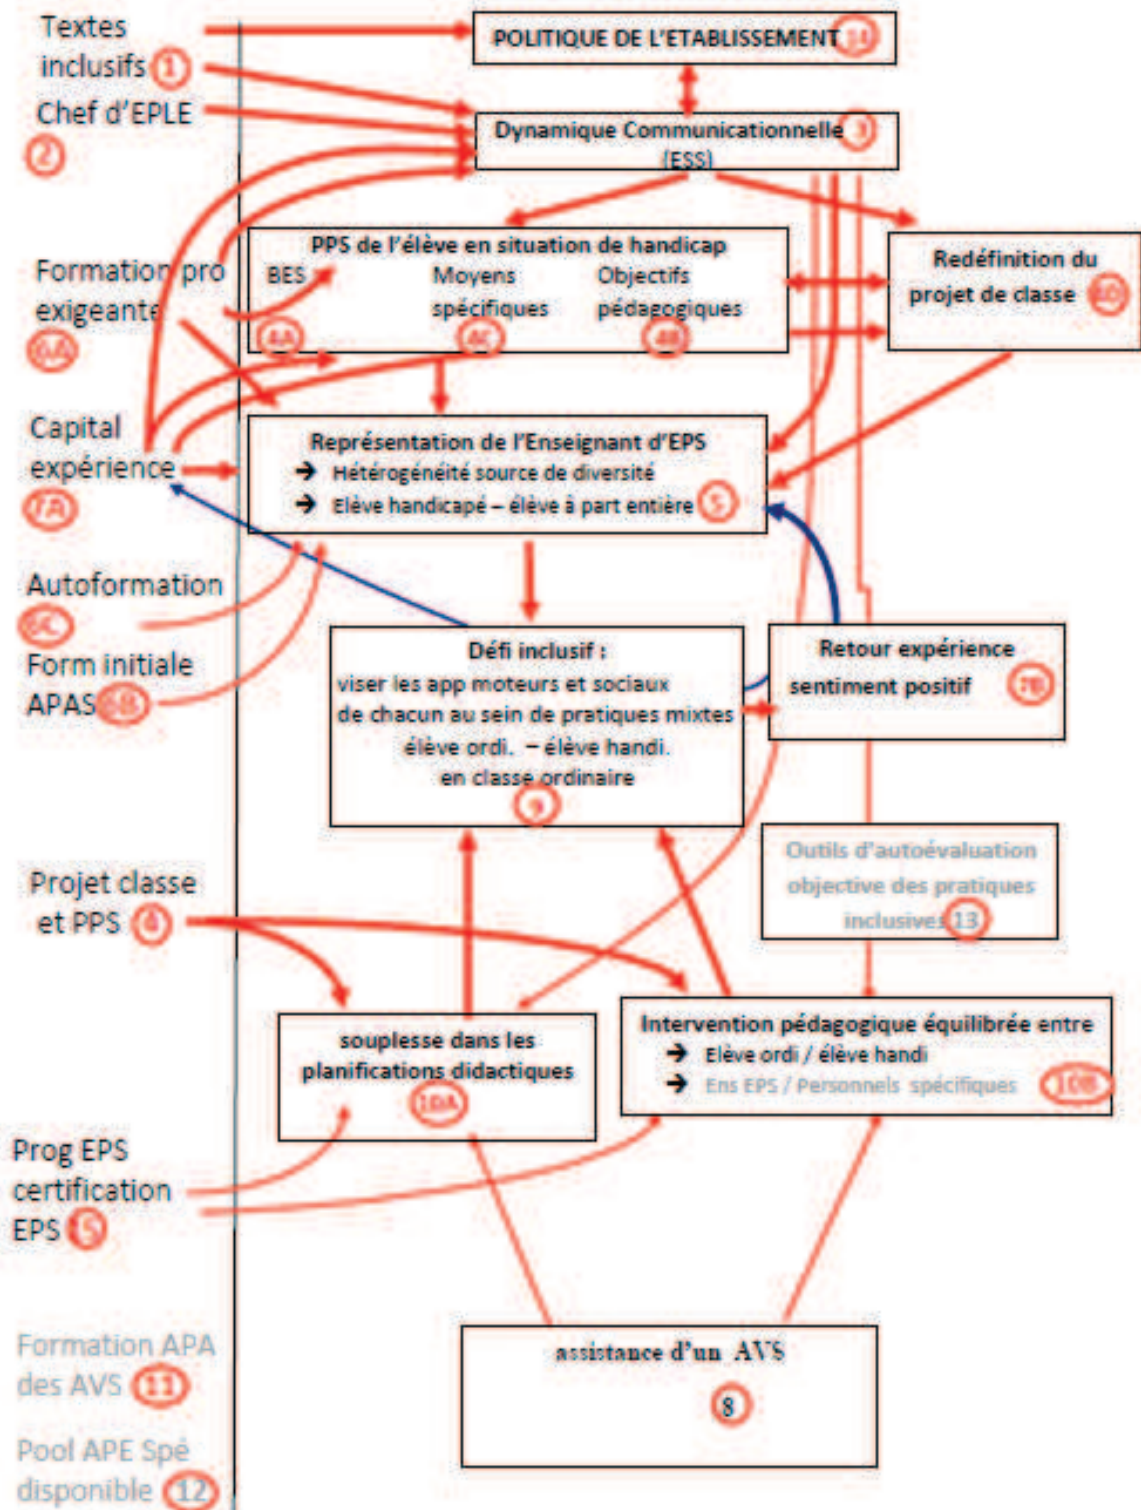 Textes
inclusifs 1
Chef d'EPLE
2
Formation pro
exigeante
6A
Capital
expérience
7A
Autoformation
6C
Form initiale
APAS 6B
Projet classe
et PPS 4
Prog EPS
certification
EPS 15
Formation APA
des AVS 11
Pool APE Spé
disponible 12
POLITIQUE DE L'ETABLISSEMENT 14
Dynamique Communicationnelle 3
(ESS)
PPS de l'élève en situation de handicap
BES Moyens Objectifs
spécifiques pédagogiques
4A 4C 4B
Redéfinition du
projet de classe 4D
Représentation de l'Enseignant d'EPS
➔ Hétérogénéité source de diversité
➔ Elève handicapé – élève à part entière 5
Défi inclusif :
viser les app moteurs et sociaux
de chacun au sein de pratiques mixtes
élève ordi. – élève handi.
en classe ordinaire
9
Retour expérience
sentiment positif 7B
Outils d'autoévaluation
objective des pratiques
inclusives 13
souplesse dans les
planifications didactiques
10A
Intervention pédagogique équilibrée entre
➔ Elève ordi / élève handi
➔ Ens EPS / Personnels spécifiques 10B
assistance d'un AVS
8